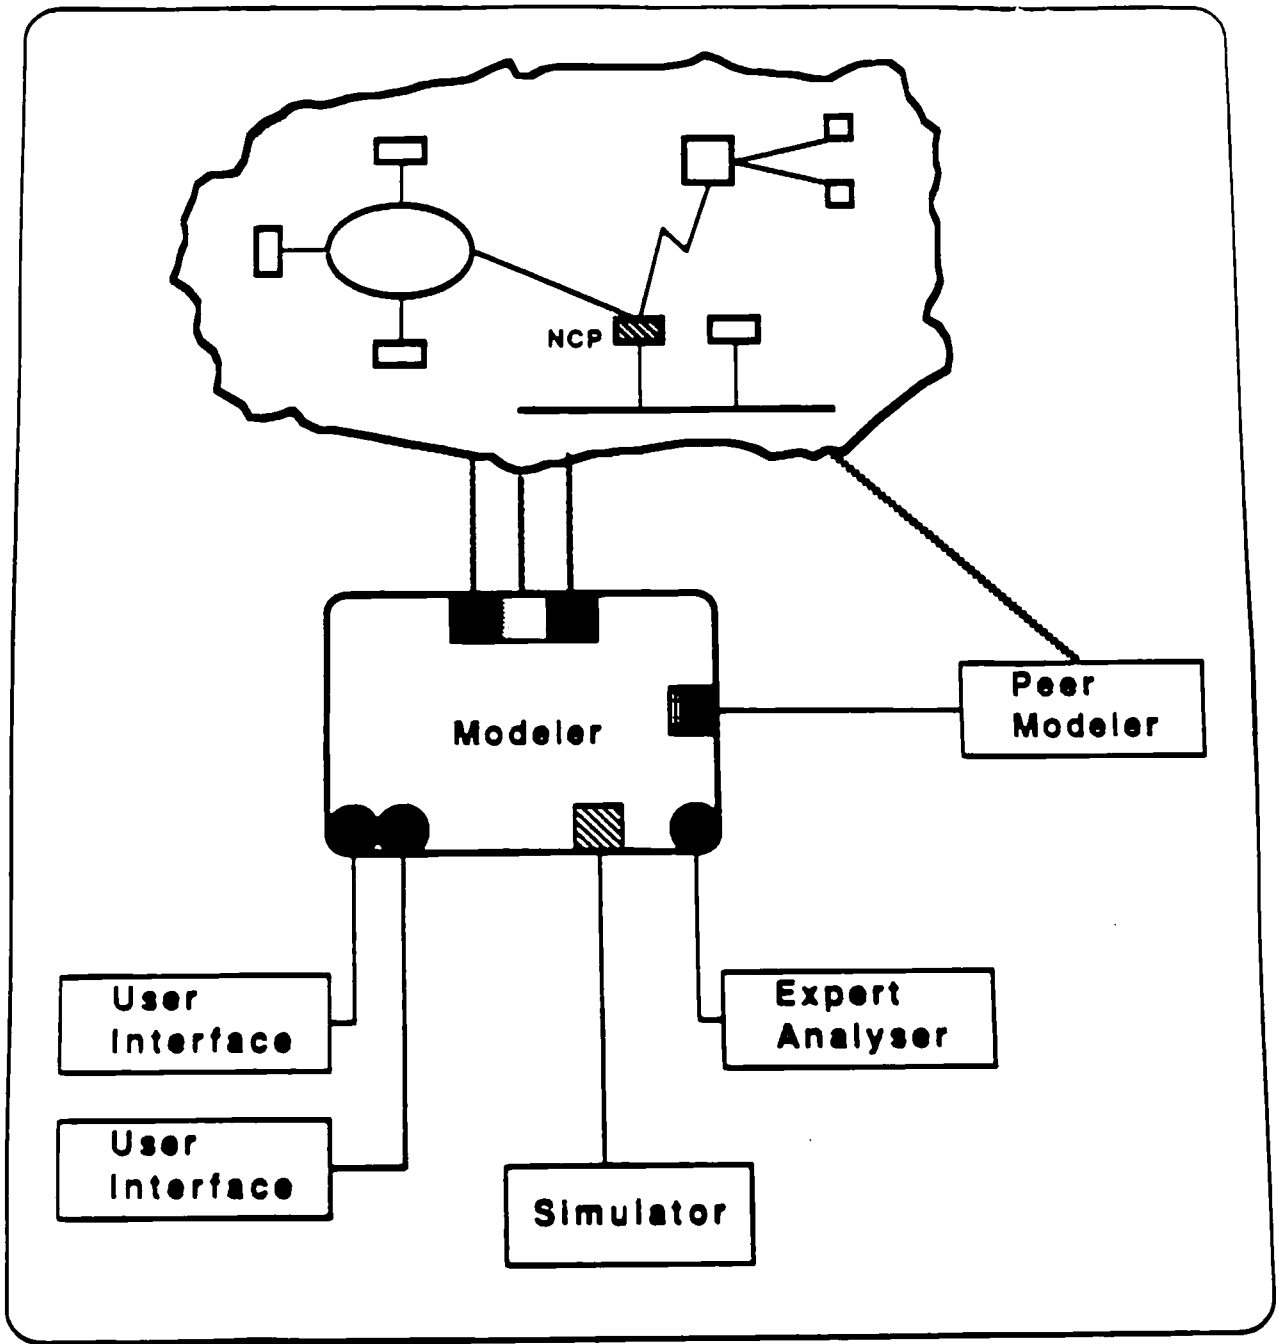 NCP
Peer
Modeler
Modeler
User
Interface
Expert
Analyser
User
Interface
Simulator